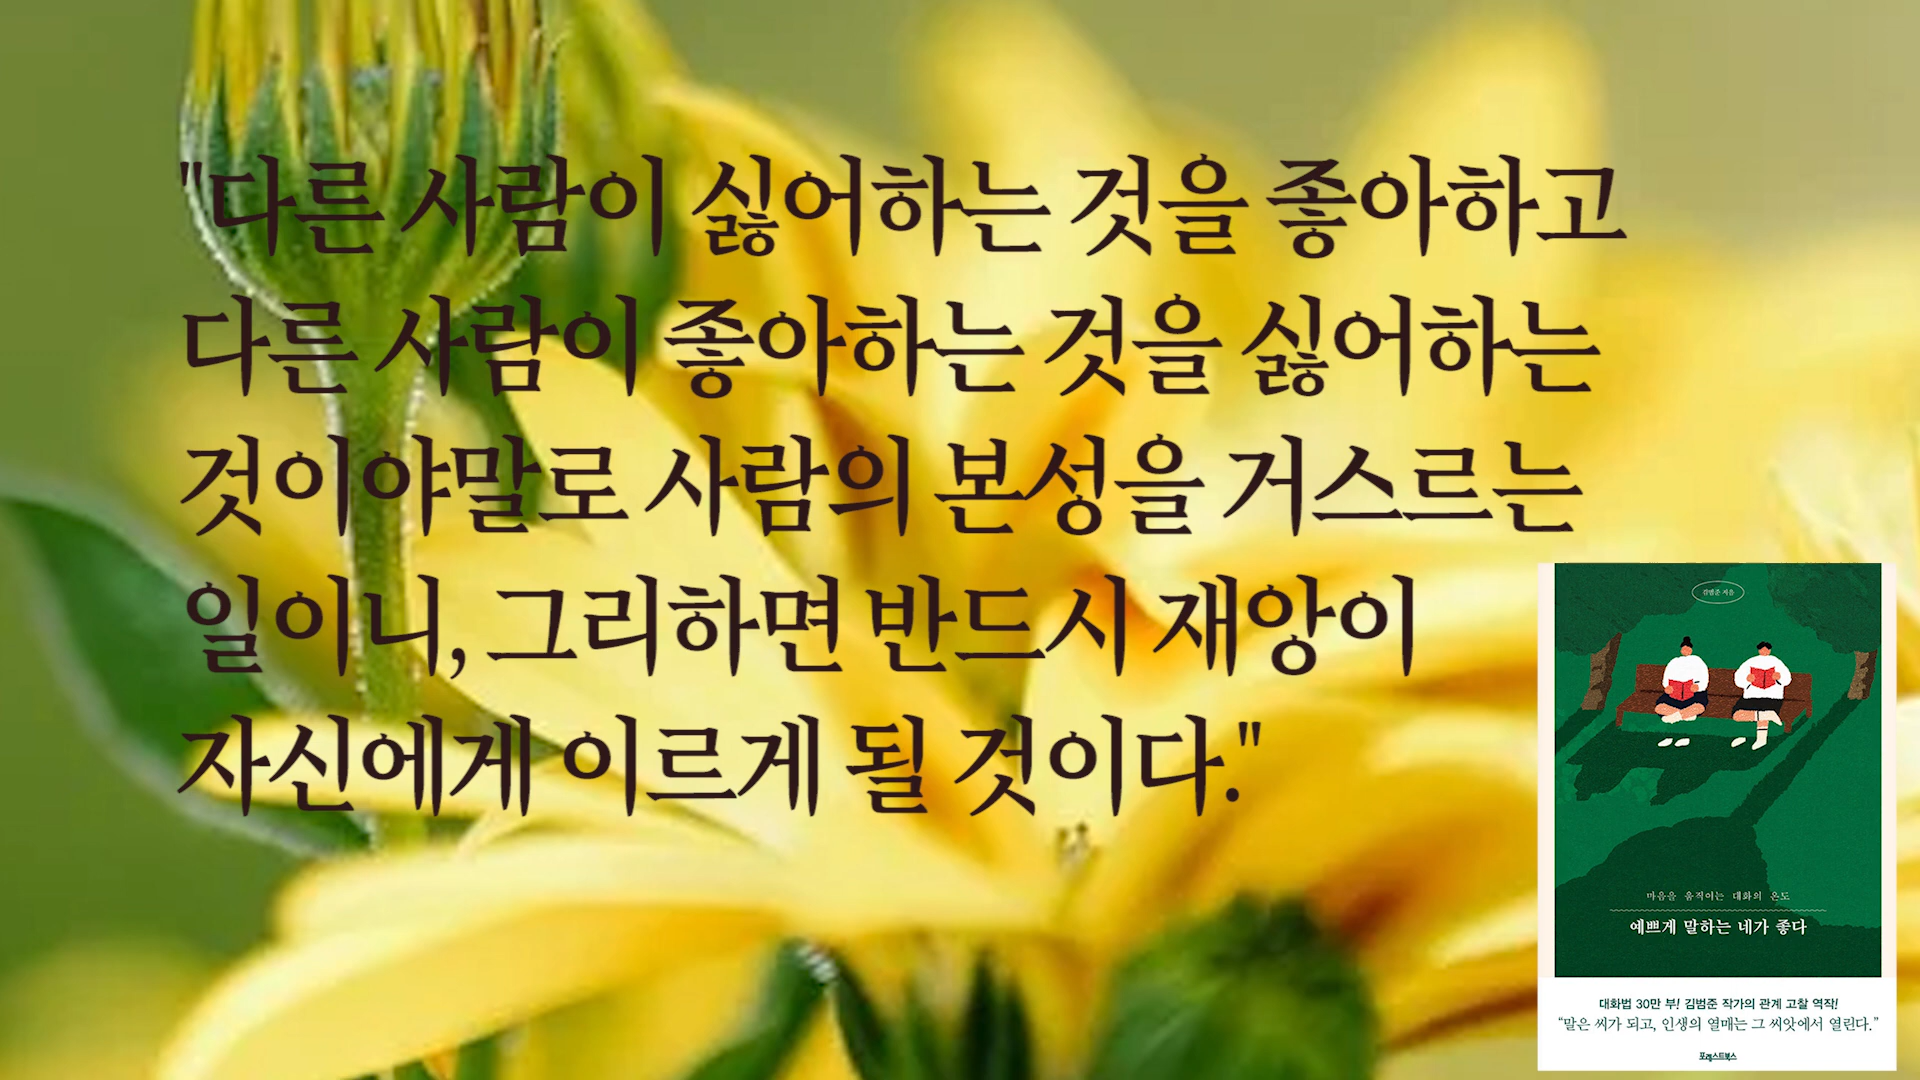 "다른 사람이 싫어하는 것을 좋아하고
다른 사람이 좋아하는 것을 싫어하는
것이야말로 사람의 본성을 거스르는
일이니, 그리하면 반드시 재앙이
자신에게 이르게 될 것이다."
김범준 지음
마음을 움직이는 대화의 온도
예쁘게 말하는 네가 좋다
대화법 30만 부! 김범준 작가의 관계 고찰 역작!
“말은 씨가 되고, 인생의 열매는 그 씨앗에서 열린다.”
포레스트북스